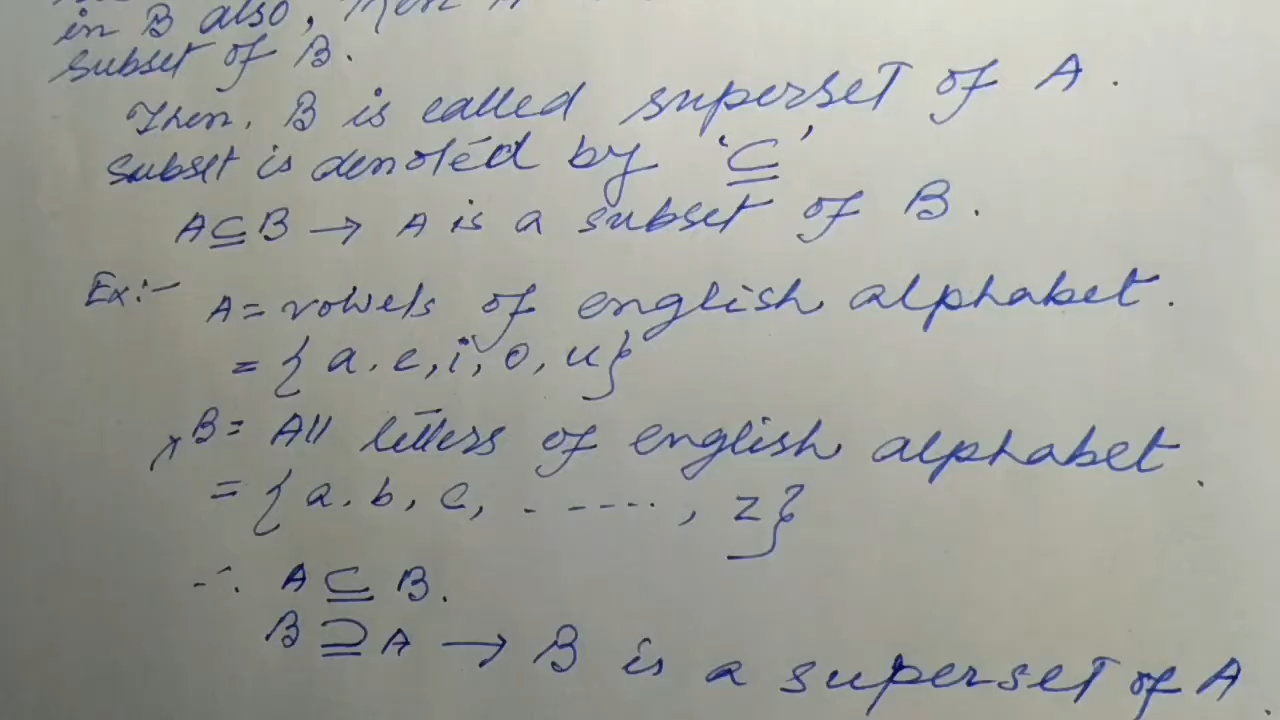 in B also, then A
subset of B.
Then, B is called superset of A.
Subset is denoted by '⊆'
A⊆B → A is a subset of B.
Ex:- A = vowels of english alphabet.
= {a, e, i, o, u}
B = All letters of english alphabet.
= {a, b, c, ------, z}
∴ A ⊆ B.
B ⊇ A → B is a superset of A.